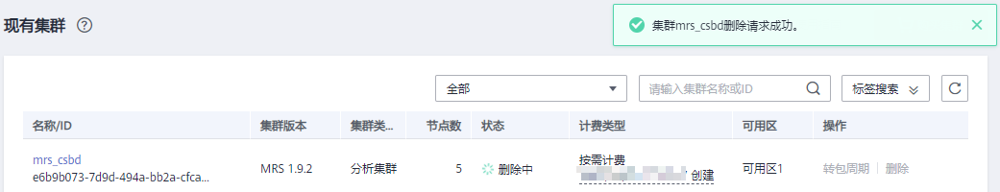 现有集群 ?
集群mrs_csbd删除请求成功。
全部
请输入集群名称或ID
标签搜索
名称/ID 集群版本 集群类... 节点数 状态 计费类型 可用区 操作
mrs_csbd
e6b9b073-7d9d-494a-bb2a-cfca...
MRS 1.9.2 分析集群 5 删除中
按需计费
创建
可用区1 转包周期 删除